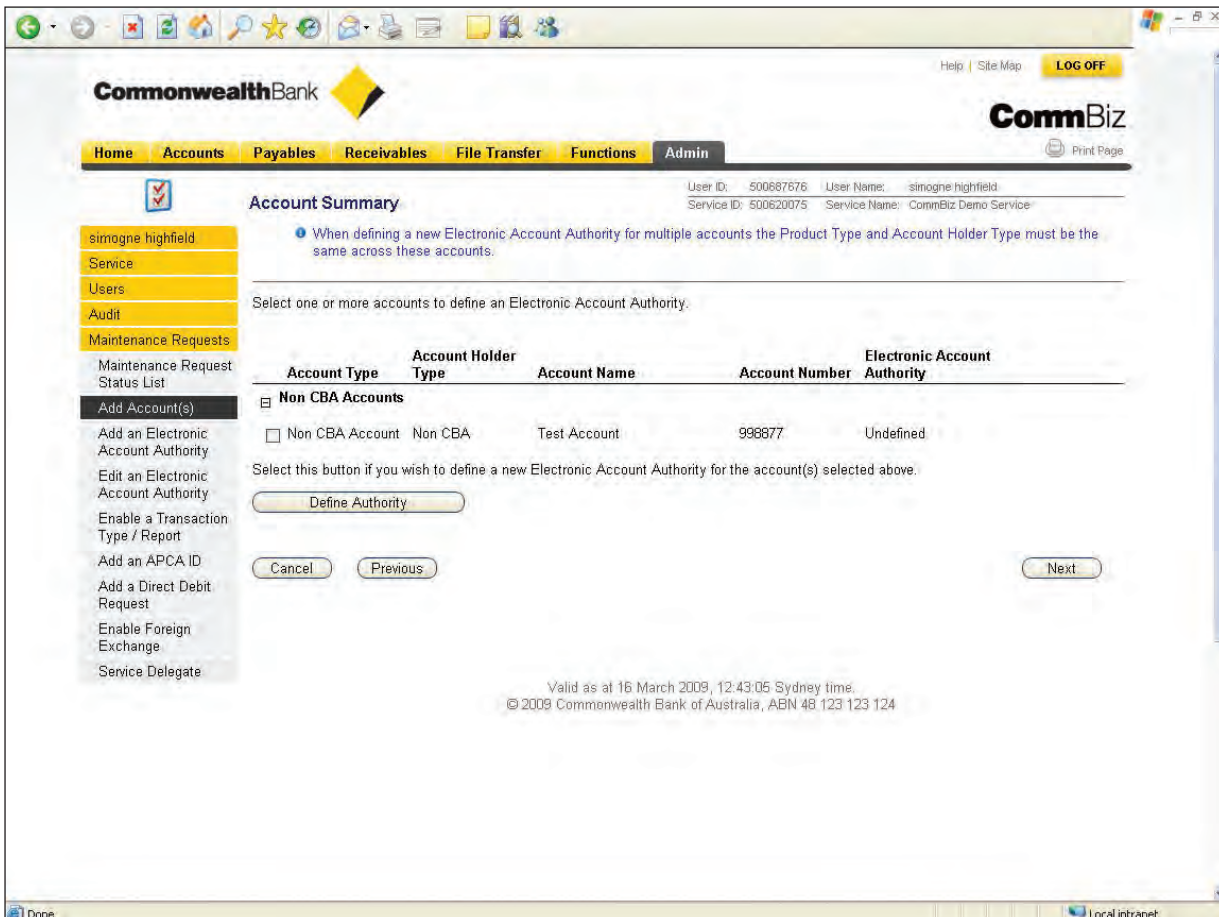 Help | Site Map LOG OFF
CommonwealthBank
CommBiz
Home Accounts Payables Receivables File Transfer Functions Admin
Print Page
User ID: 500687676 User Name: simogne highfield
Account Summary
Service ID: 500620075 Service Name: CommBiz Demo Service
When defining a new Electronic Account Authority for multiple accounts the Product Type and Account Holder Type must be the
same across these accounts.
simogne highfield
Service
Users
Audit
Maintenance Requests
Maintenance Request
Status List
Add Account(s)
Add an Electronic
Account Authority
Edit an Electronic
Account Authority
Enable a Transaction
Type / Report
Add an APCA ID
Add a Direct Debit
Request
Enable Foreign
Exchange
Service Delegate
Select one or more accounts to define an Electronic Account Authority.
Account Holder Electronic Account
Account Type Type Account Name Account Number Authority
Non CBA Accounts
Non CBA Account Non CBA Test Account 998877 Undefined
Select this button if you wish to define a new Electronic Account Authority for the account(s) selected above.
Define Authority
Cancel Previous Next
Valid as at 16 March 2009, 12:43:05 Sydney time.
© 2009 Commonwealth Bank of Australia, ABN 48 123 123 124
Done Local intranet